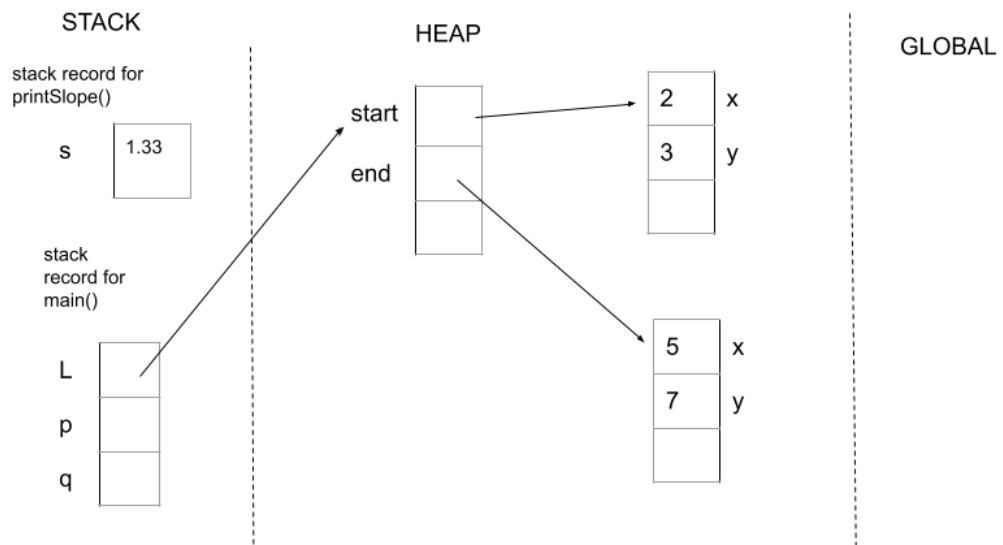 STACK
HEAP
GLOBAL
stack record for
printSlope()
s
1.33
stack
record for
main()
L
p
q
start
end
2 x
3 y
5 x
7 y